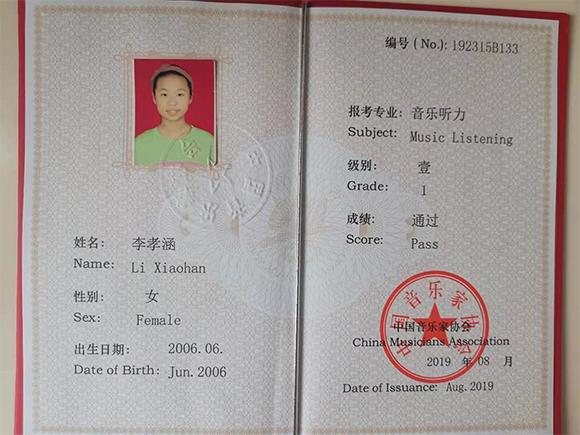 姓名： 李孝涵
Name: Li Xiaohan
性别： 女
Sex: Female
出生日期： 2006.06.
Date of Birth: Jun. 2006
编号 ( No.): 192315B133
报考专业： 音乐听力
Subject: Music Listening
级别： 壹
Grade: 1
成绩： 通过
Score: Pass
中国音乐家协会
中国音乐家协会
China Musicians Association
2019 年 08 月
Date of Issuance: Aug. 2019